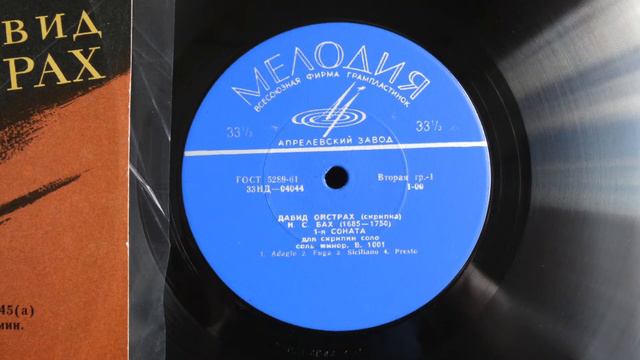 ВИД
РАХ
45(а)
мин.
МЕЛОДИЯ
ВСЕСОЮЗНАЯ ФИРМА ГРАМПЛАСТИНОК
33⅓ 33⅓
АПРЕЛЕВСКИЙ ЗАВОД
ГОСТ 5289-61 Вторая гр.-1
33НД—04044 1-00
ДАВИД ОЙСТРАХ (скрипка)
И. С. БАХ (1685—1750)
1-я СОНАТА
для скрипки соло
соль минор, В. 1001
1. Adagio 2. Fuga 3. Siciliano 4. Presto